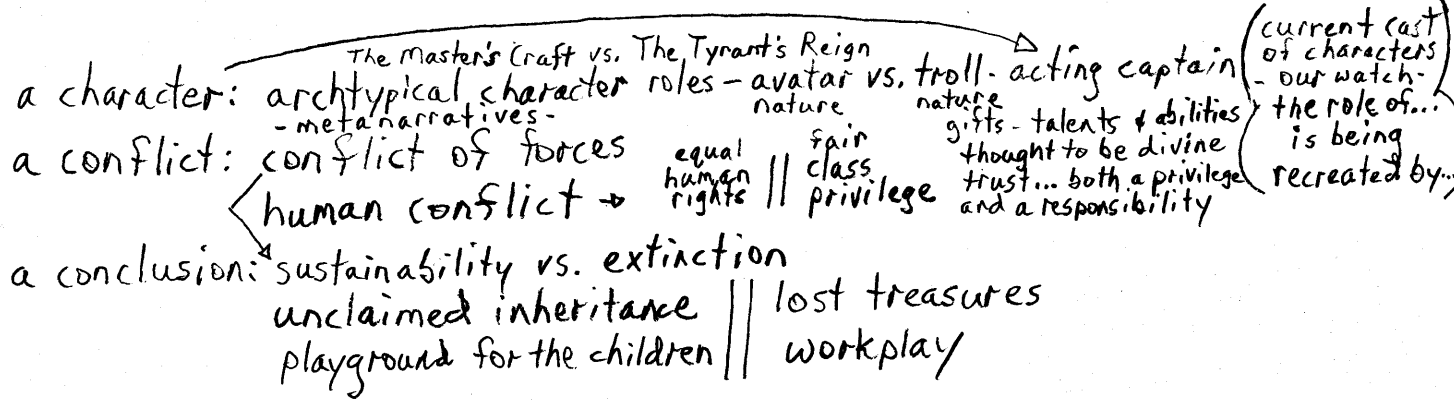 The Master's Craft vs. The Tyrant's Reign
a character: archtypical character roles - avatar vs. troll - acting captain
nature nature
- metanarratives -
gifts - talents & abilities
thought to be divine
trust... both a privilege
and a responsibility
(current cast
of characters
- our watch -
the role of...
is being
recreated by...)
a conflict: conflict of forces
human conflict →
equal
human
rights
||
fair
class
privilege
a conclusion: sustainability vs. extinction
unclaimed inheritance || lost treasures
playground for the children || workplay